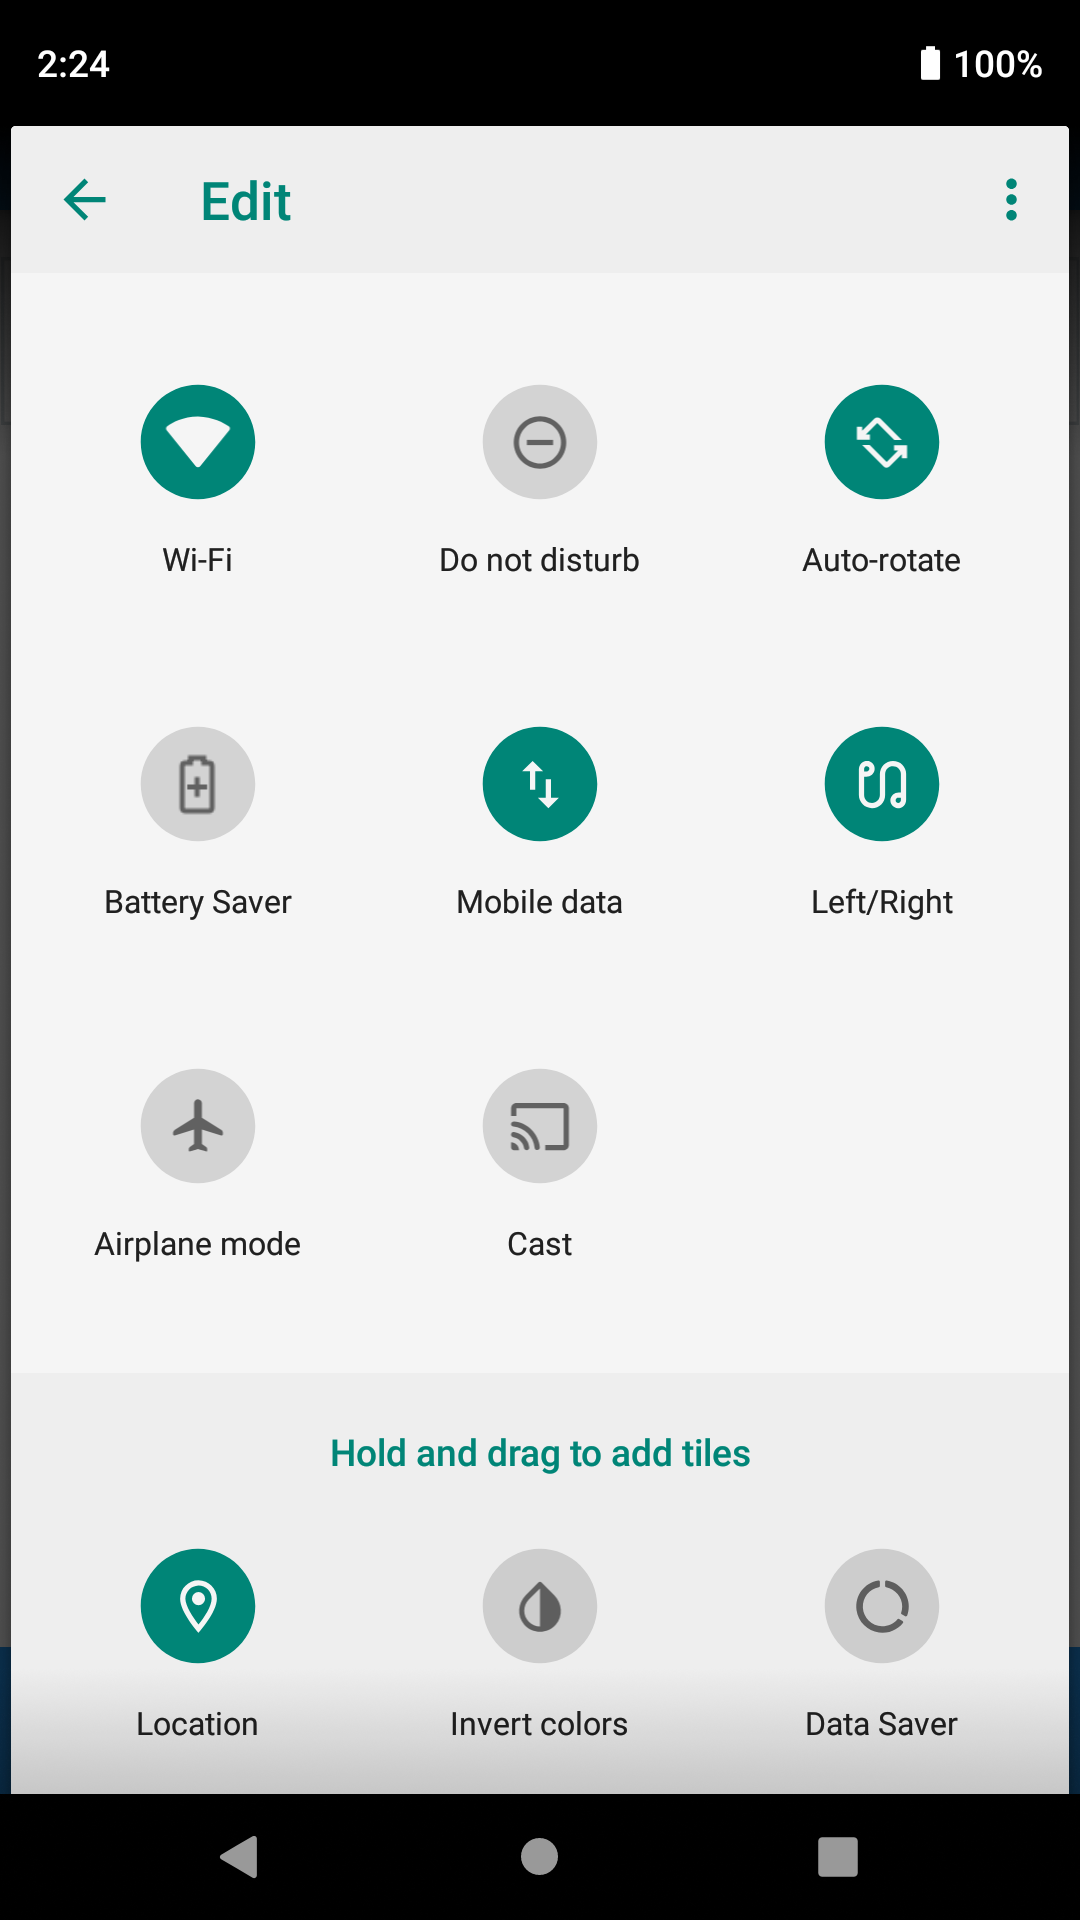 2:24
100%
Edit
Wi-Fi
Do not disturb
Auto-rotate
Battery Saver
Mobile data
Left/Right
Airplane mode
Cast
Hold and drag to add tiles
Location
Invert colors
Data Saver